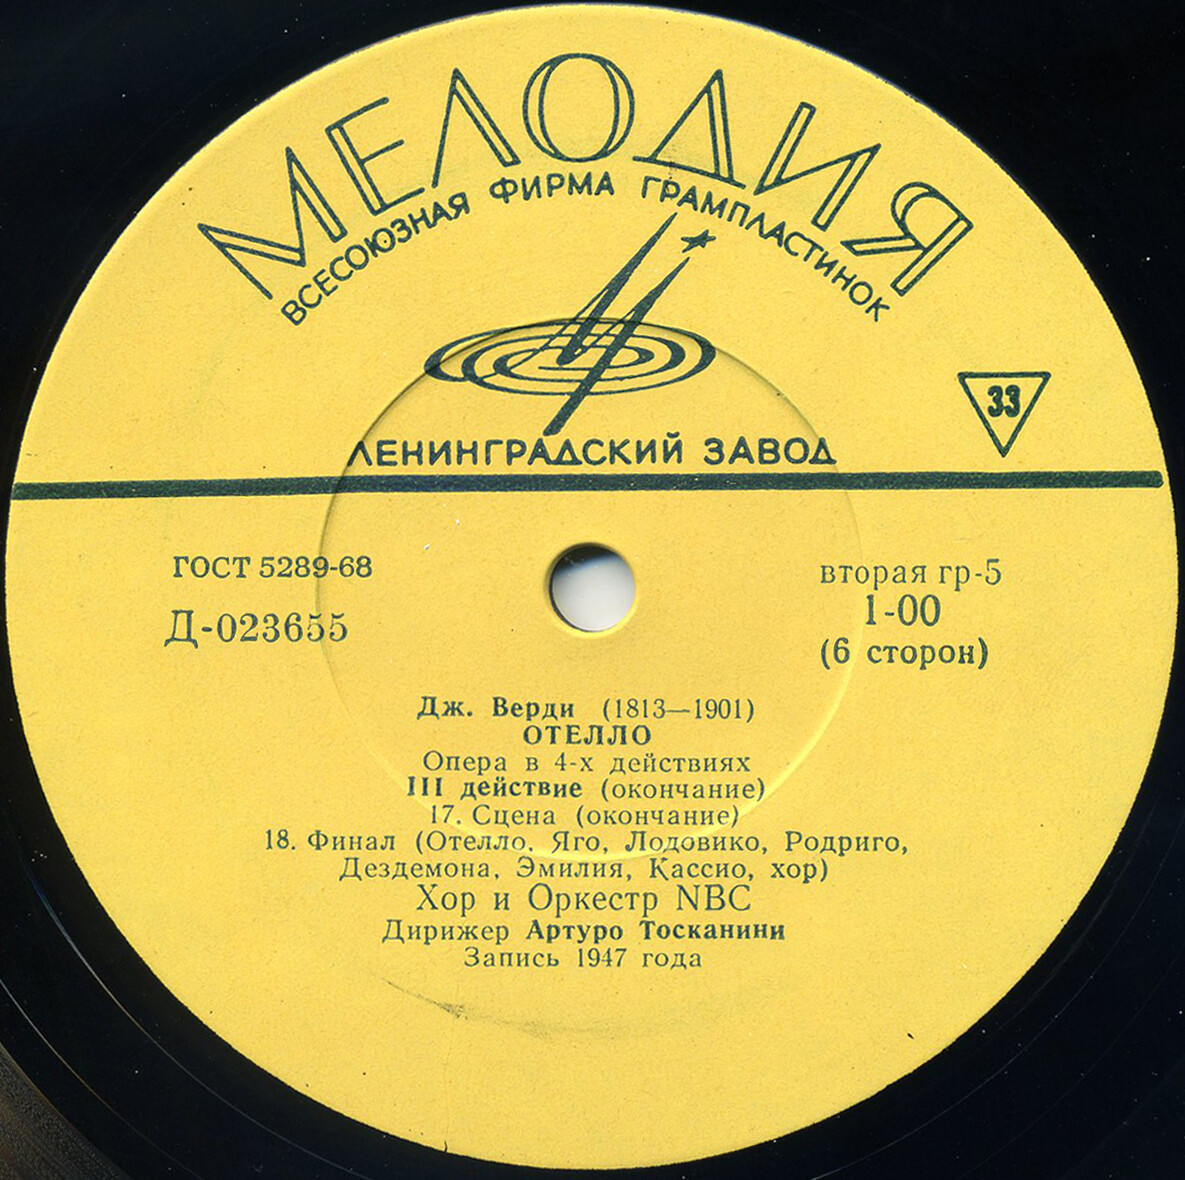 МЕЛОДИЯ
ВСЕСОЮЗНАЯ ФИРМА ГРАМПЛАСТИНОК
33
ЛЕНИНГРАДСКИЙ ЗАВОД
ГОСТ 5289-68
Д-023655
вторая гр-5
1-00
(6 сторон)
Дж. Верди (1813—1901)
ОТЕЛЛО
Опера в 4-х действиях
III действие (окончание)
17. Сцена (окончание)
18. Финал (Отелло, Яго, Лодовико, Родриго,
Дездемона, Эмилия, Кассио, хор)
Хор и Оркестр NBC
Дирижер Артуро Тосканини
Запись 1947 года